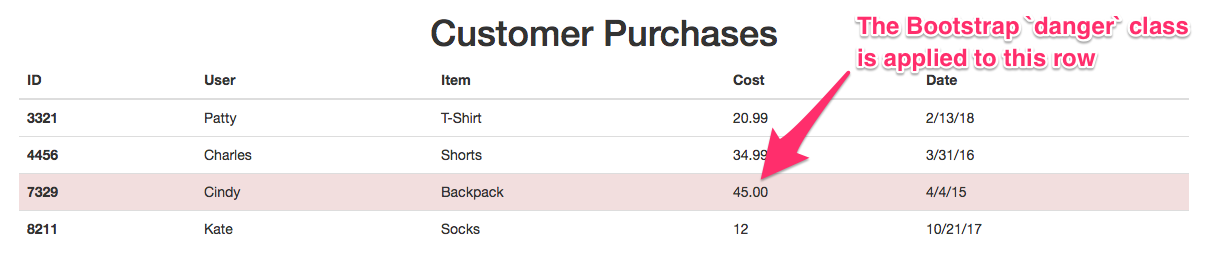 Customer Purchases
The Bootstrap `danger` class
is applied to this row
ID User Item Cost Date
3321 Patty T-Shirt 20.99 2/13/18
4456 Charles Shorts 34.99 3/31/16
7329 Cindy Backpack 45.00 4/4/15
8211 Kate Socks 12 10/21/17